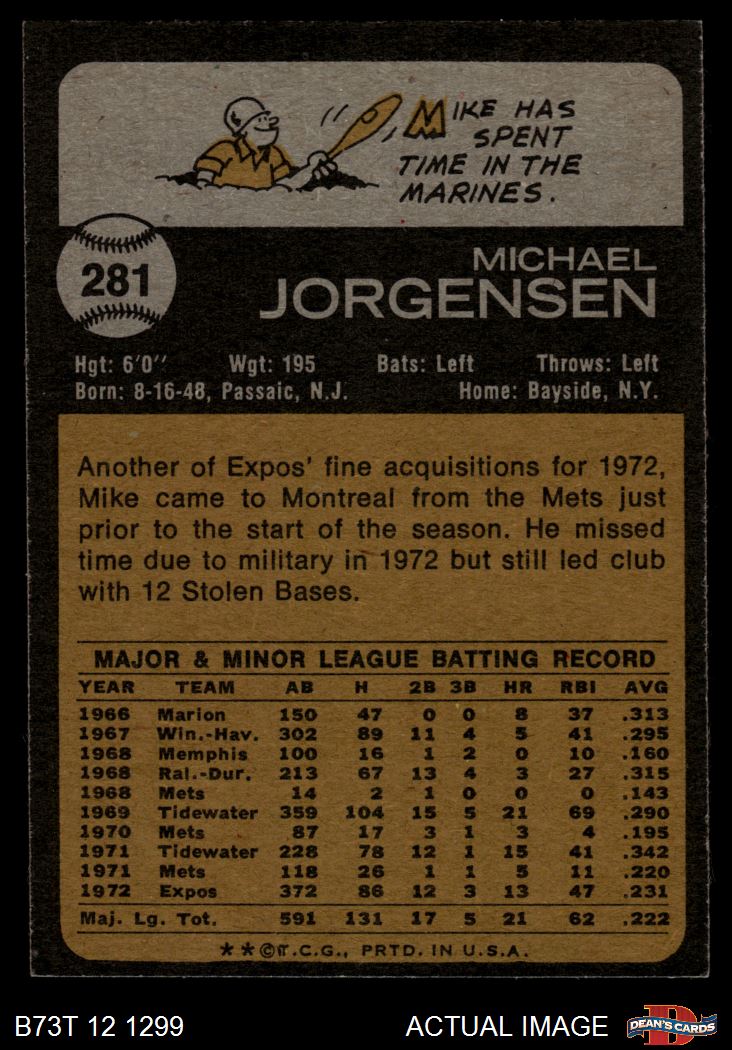 MIKE HAS
SPENT
TIME IN THE
MARINES.
281
MICHAEL
JORGENSEN
Hgt: 6'0'' Wgt: 195 Bats: Left Throws: Left
Born: 8-16-48, Passaic, N.J. Home: Bayside, N.Y.
Another of Expos' fine acquisitions for 1972,
Mike came to Montreal from the Mets just
prior to the start of the season. He missed
time due to military in 1972 but still led club
with 12 Stolen Bases.
MAJOR & MINOR LEAGUE BATTING RECORD
YEAR TEAM AB H 2B 3B HR RBI AVG
1966 Marion 150 47 0 0 8 37 .313
1967 Win.-Hav. 302 89 11 4 5 41 .295
1968 Memphis 100 16 1 2 0 10 .160
1968 Ral.-Dur. 213 67 13 4 3 27 .315
1968 Mets 14 2 1 0 0 0 .143
1969 Tidewater 359 104 15 5 21 69 .290
1970 Mets 87 17 3 1 3 4 .195
1971 Tidewater 228 78 12 1 15 41 .342
1971 Mets 118 26 1 1 5 11 .220
1972 Expos 372 86 12 3 13 47 .231
Maj. Lg. Tot. 591 131 17 5 21 62 .222
**©T.C.G., PRTD. IN U.S.A.
B73T 12 1299 ACTUAL IMAGE DEAN'S CARDS